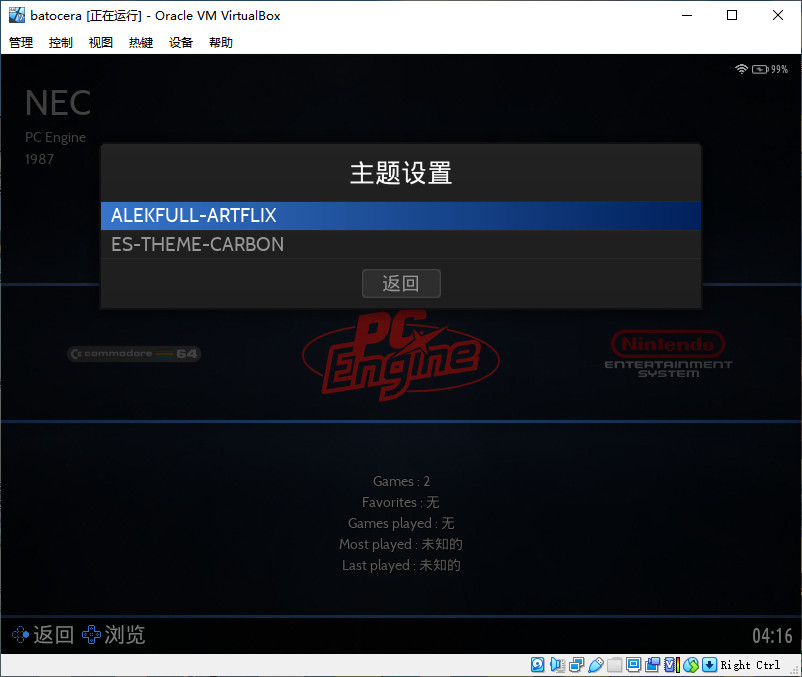 batocera [正在运行] - Oracle VM VirtualBox
管理 控制 视图 热键 设备 帮助
99%
NEC
PC Engine
1987
主题设置
ALEKFULL-ARTFLIX
ES-THEME-CARBON
返回
commodore 64
PC Engine
Nintendo
ENTERTAINMENT
SYSTEM
Games : 2
Favorites : 无
Games played : 无
Most played : 未知的
Last played : 未知的
返回 浏览 04:16
Right Ctrl